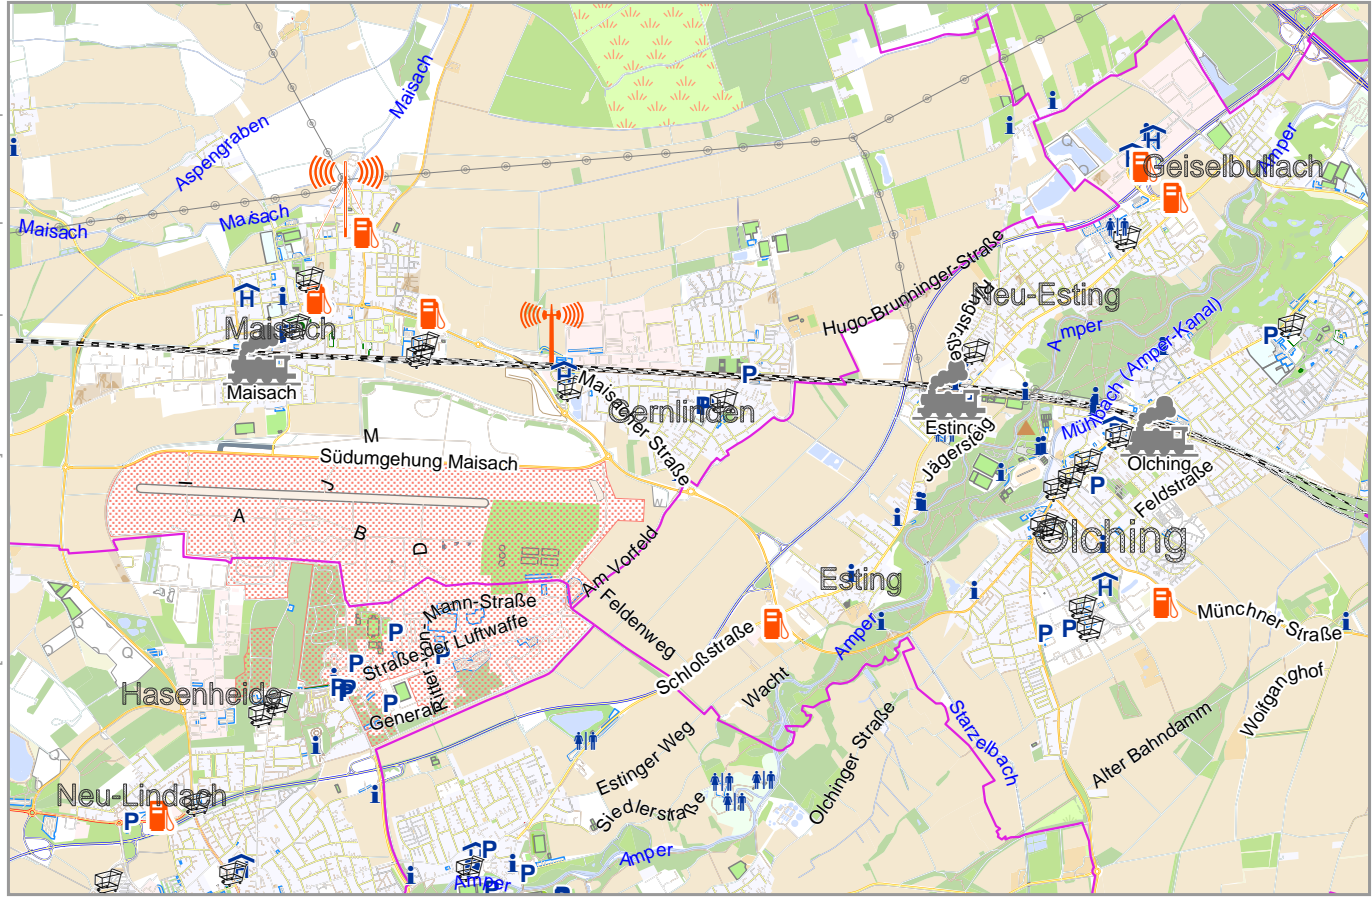 Maisach
Aspengraben
Amper
Geiselbullach
Maisach
Maisach
Hugo-Brunninger-Straße
Neu-Esting
Ringstraße
Amper
Mühlbach (Amper-Kanal)
Maisach
Maisach
Maisacher Straße
Gernlinden
Esting
Jägersteig
Olching
Feldstraße
M
Südumgehung Maisach
I
J
A
B
D
Olching
Am Vorfeld
Esting
Mann-Straße
Feldenweg
Straße der Luftwaffe
Ritter-
General-
Schloßstraße
Amper
Münchner Straße
Hasenheide
Wacht
Wolfganghof
Starzelbach
Alter Bahndamm
Olchinger Straße
Estinger Weg
Neu-Lindach
Siedlerstraße
Amper
Amper